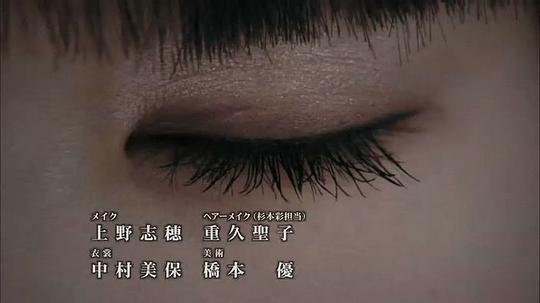 メイク ヘアーメイク(杉本彩担当)
上野志穂 重久聖子
衣裳 美術
中村美保 橋本 優